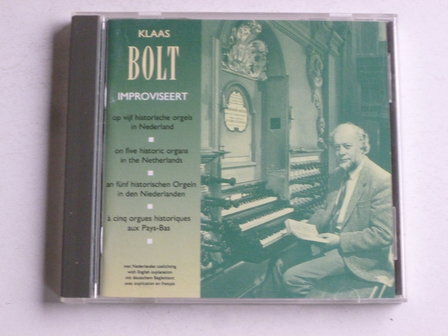 KLAAS
BOLT
IMPROVISEERT
op vijf historische orgels
in Nederland
on five historic organs
in the Netherlands
an fünf historischen Orgeln
in den Niederlanden
à cinq orgues historiques
aux Pays-Bas
met Nederlandse toelichting
with English explanation
mit deutschem Begleittext
avec explication en français